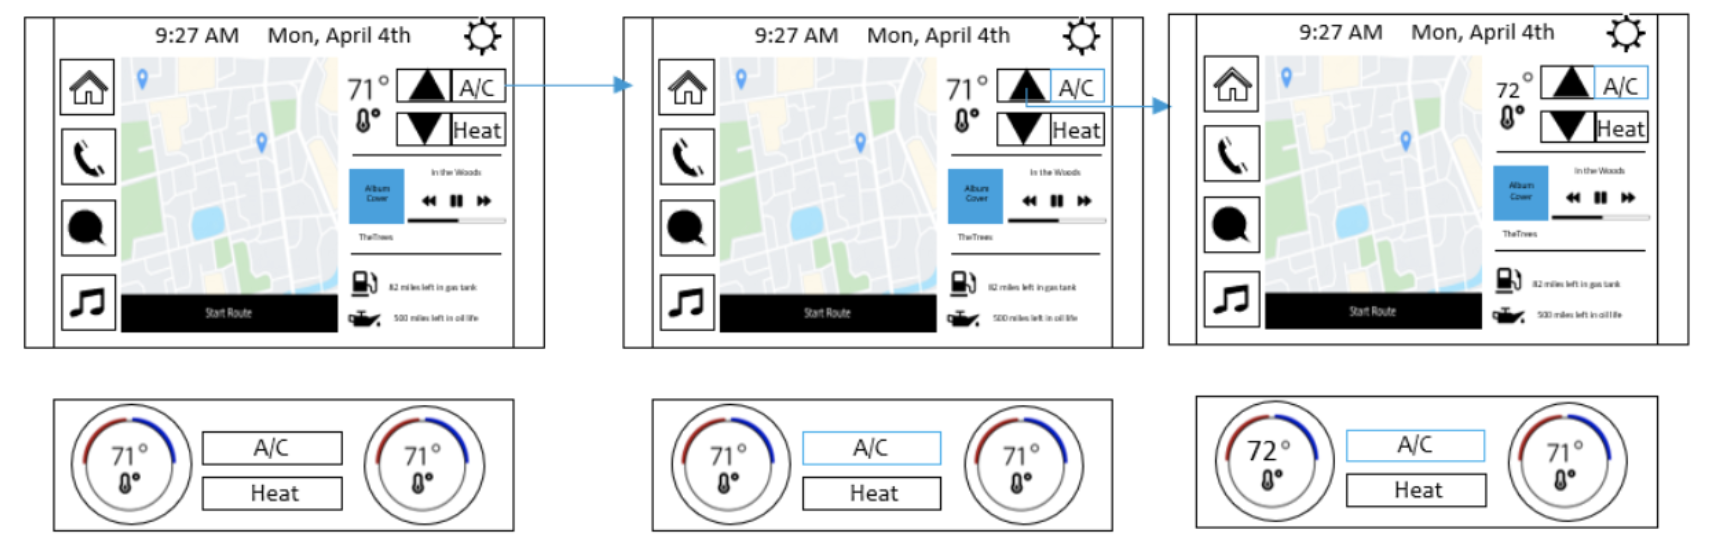 9:27 AM Mon, April 4th
71°
A/C
Heat
In the Woods
Album
Cover
TheTrees
82 miles left in gas tank
500 miles left in oil life
Start Route
71°
A/C
Heat
71°
9:27 AM Mon, April 4th
71°
A/C
Heat
In the Woods
Album
Cover
TheTrees
82 miles left in gas tank
500 miles left in oil life
Start Route
71°
A/C
Heat
71°
9:27 AM Mon, April 4th
72°
A/C
Heat
In the Woods
Album
Cover
TheTrees
82 miles left in gas tank
500 miles left in oil life
Start Route
72°
A/C
Heat
71°